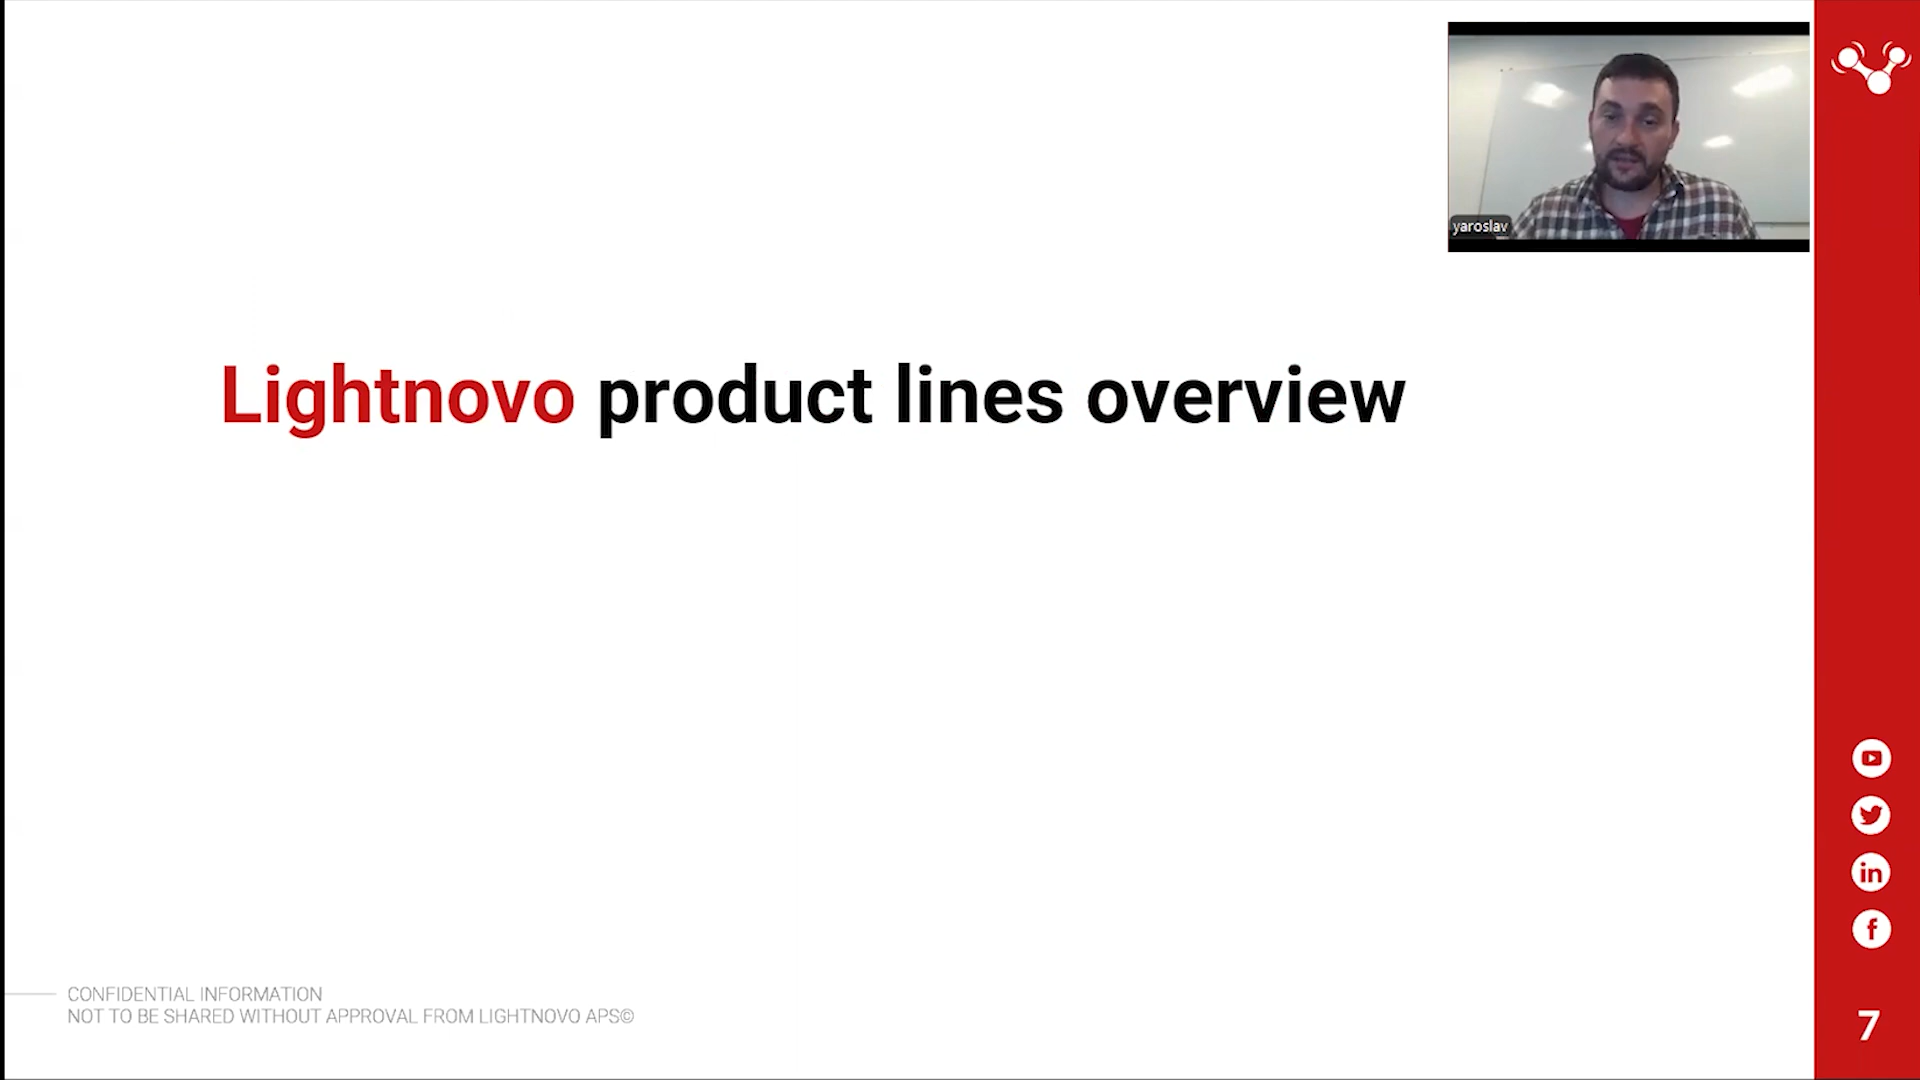 yaroslav
Lightnovo product lines overview
CONFIDENTIAL INFORMATION
NOT TO BE SHARED WITHOUT APPROVAL FROM LIGHTNOVO APS©
7